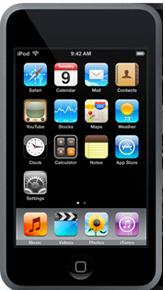 iPod 9:42 AM
Tuesday
9
Safari Calendar Mail Contacts
YouTube Stocks Maps Weather
Clock Calculator Notes App Store
Settings
Music Videos Photos iTunes